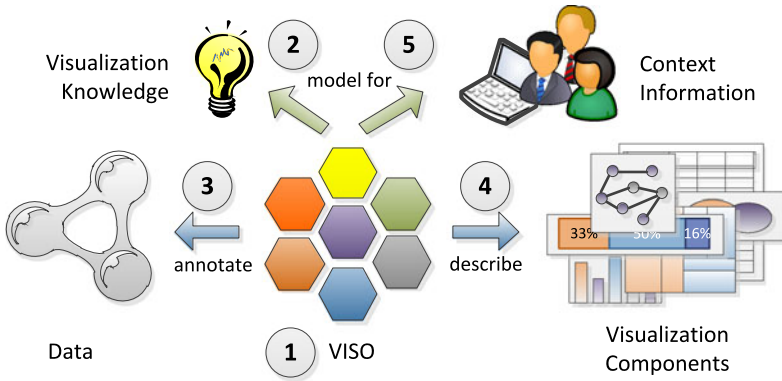 Visualization
Knowledge
2
5
model for
Context
Information
3
annotate
4
describe
33%
50%
16%
Data
1
VISO
Visualization
Components